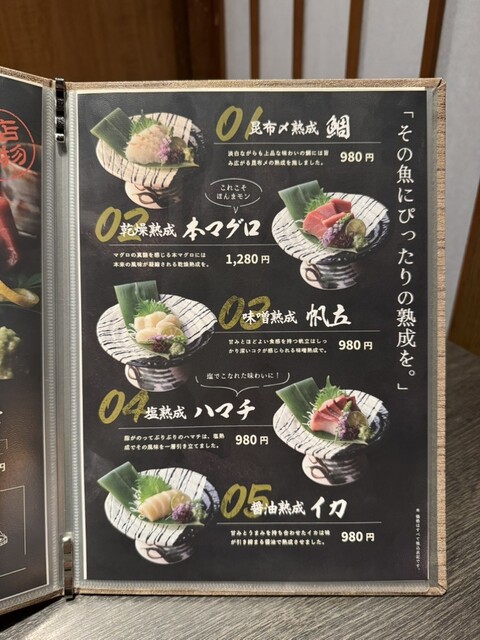 「その魚にぴったりの熟成を。」
01 昆布〆熟成 鯛
淡白ながらも上品な味わいの鯛には旨
み広がる昆布〆の熟成を施しました。
980円
これこそ
ほんまモン
02 乾燥熟成 本マグロ
マグロの真髄を感じる本マグロには
本来の風味が凝縮される乾燥熟成を。
1,280円
03 味噌熟成 帆立
甘みとほどよい食感を持つ帆立はしっ
かり深いコクが感じられる味噌熟成で。
980円
塩でこなれた味わいに!
04 塩熟成 ハマチ
脂がのってぷりぷりのハマチは、塩熟
成でその風味を一番引き立てました。
980円
05 醤油熟成 イカ
甘みとうまみを持ち合わせたイカは味
が引き締まる醤油で熟成させました。
980円
円